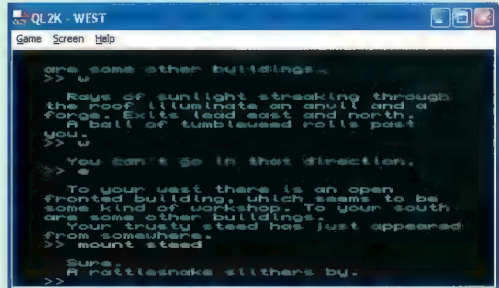 QL2K - WEST
Game Screen Help
are some other buildings.
>> w
Rays of sunlight streaking through
the roof illuminate an anvil and a
forge. Exits lead east and north.
A ball of tumbleweed rolls past
you.
>> w
You can't go in that direction.
>> e
To your west there is an open
fronted building, which seems to be
some kind of workshop. To your south
are some other buildings.
Your trusty steed has just appeared
from somewhere.
>> mount steed
Sure.
A rattlesnake slithers by.
>>